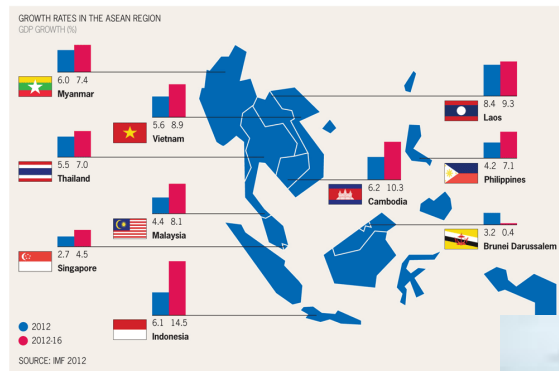 GROWTH RATES IN THE ASEAN REGION
GDP GROWTH (%)
6.0 7.4
Myanmar
5.6 8.9
Vietnam
8.4 9.3
Laos
5.5 7.0
Thailand
6.2 10.3
Cambodia
4.2 7.1
Philippines
4.4 8.1
Malaysia
3.2 0.4
Brunei Darussalem
2.7 4.5
Singapore
6.1 14.5
Indonesia
2012
2012-16
SOURCE: IMF 2012